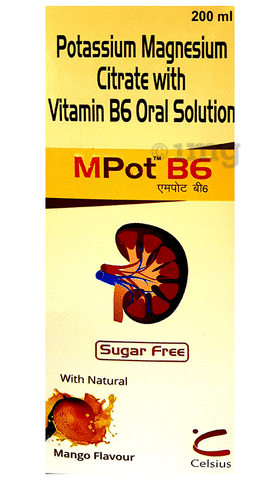 200 ml
Potassium Magnesium
Citrate with
Vitamin B6 Oral Solution
MPot™ B6
एमपोट बी6
Sugar Free
With Natural
Mango Flavour
Celsius